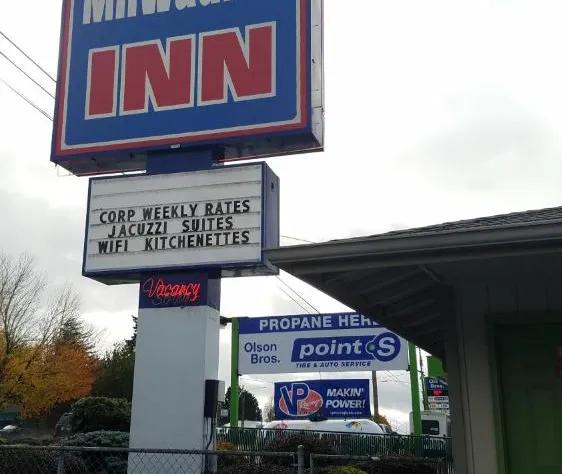 INN
CORP WEEKLY RATES
JACUZZI SUITES
WIFI KITCHENETTES
Vacancy
PROPANE HERE
Olson
Bros.
point S
TIRE & AUTO SERVICE
VP
Racing
MAKIN'
POWER!